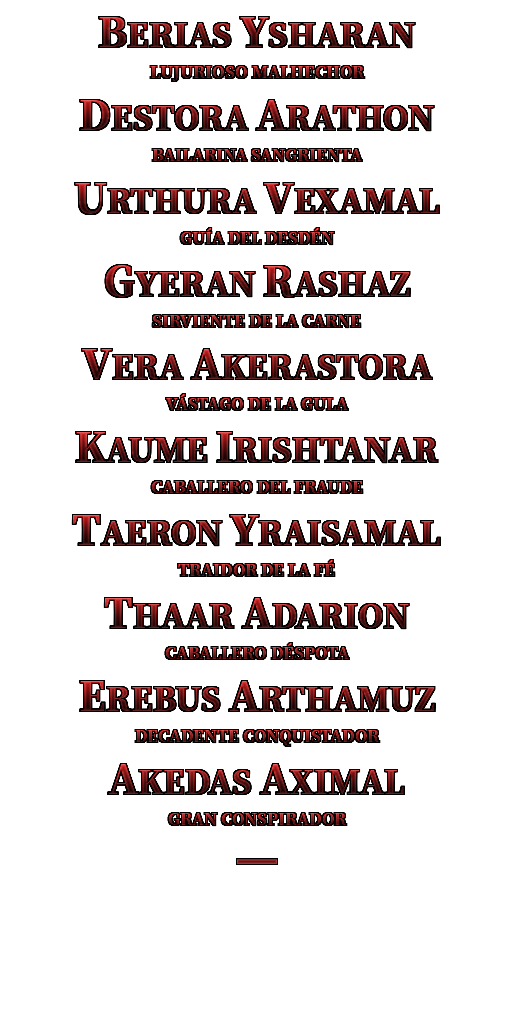 Berias Ysharan
Lujurioso Malhechor
Destora Arathon
Bailarina Sangrienta
Urthura Vexamal
Guía del Desdén
Gyeran Rashaz
Sirviente de la Carne
Vera Akerastora
Vástago de la Gula
Kaume Irishtanar
Caballero del Fraude
Taeron Yraisamal
Traidor de la Fé
Thaar Adarion
Caballero Déspota
Erebus Arthamuz
Decadente Conquistador
Akedas Aximal
Gran Conspirador
—